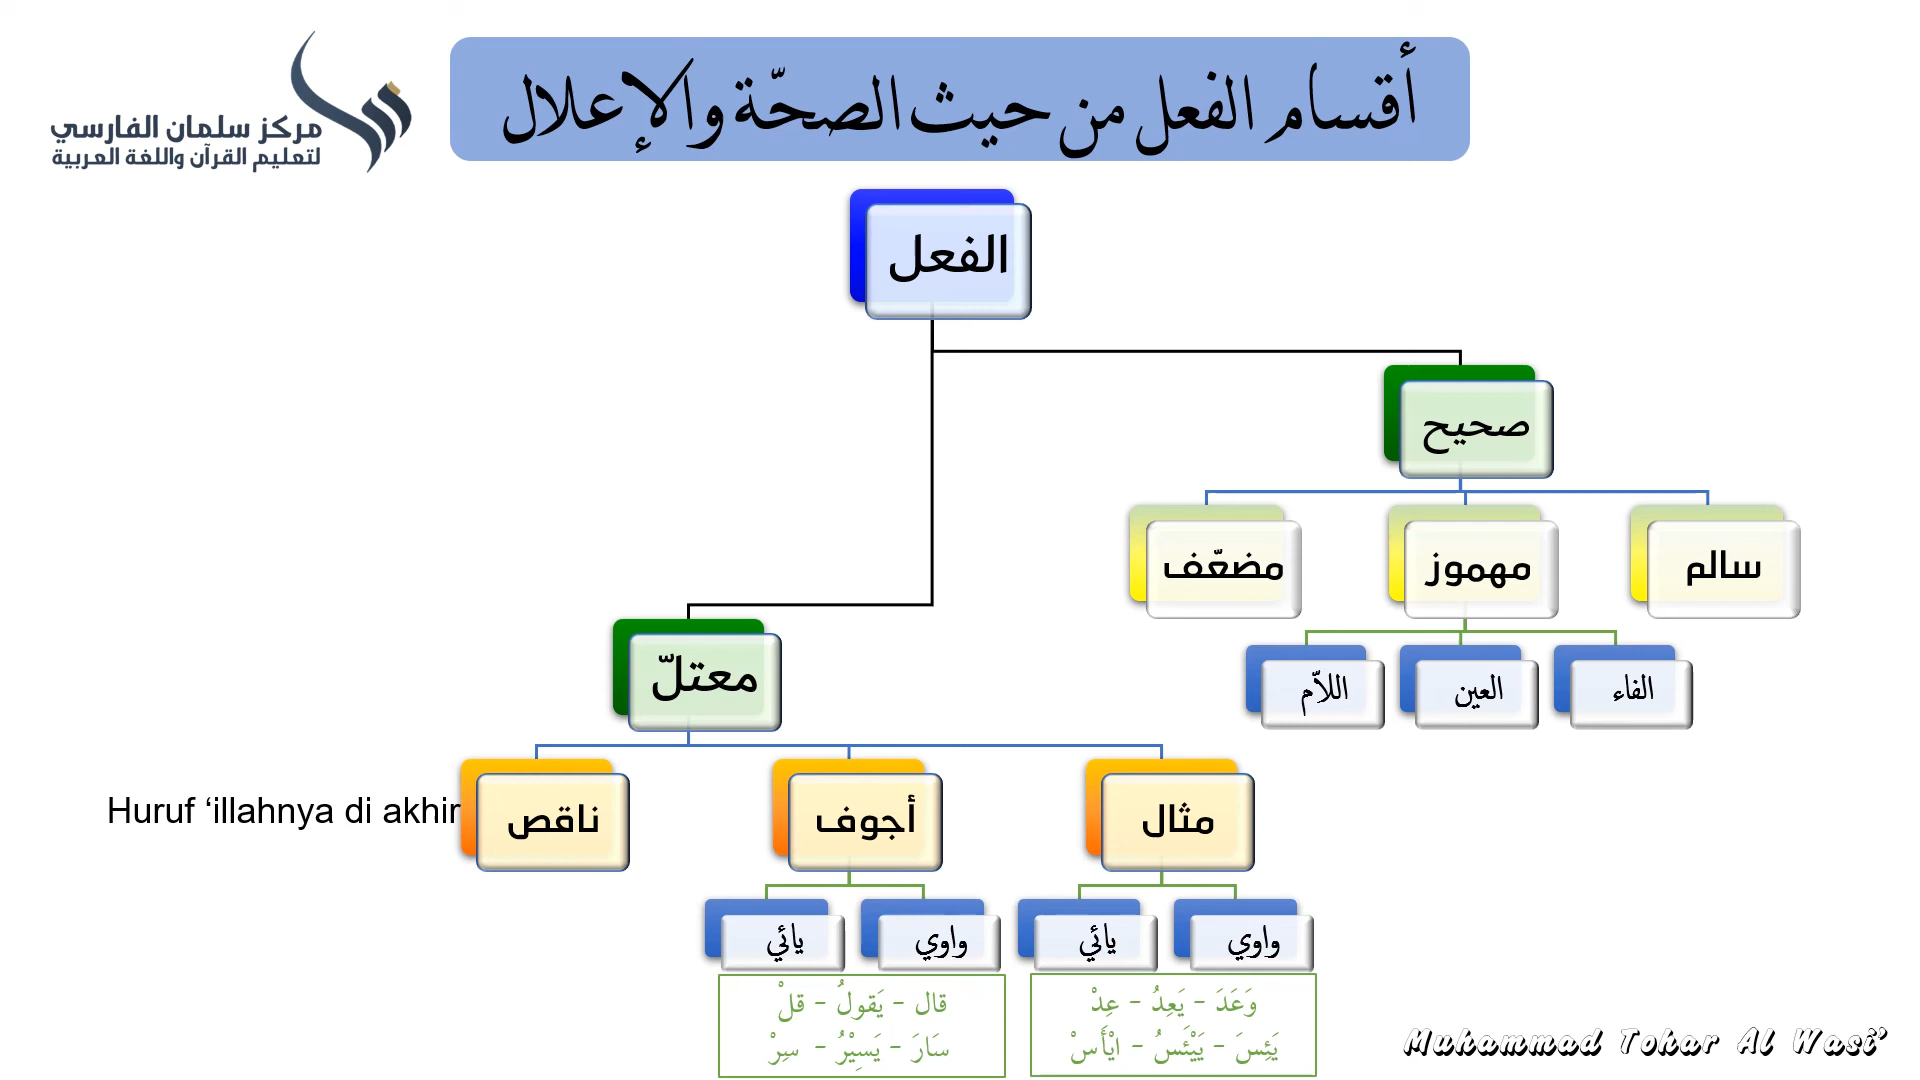 أقسام الفعل من حيث الصحّة والإعلال
مركز سلمان الفارسي
لتعليم القرآن واللغة العربية
الفعل
صحيح
سالم
مهموز
مضعّف
الفاء
العين
اللاّم
معتلّ
مثال
أجوف
ناقص
Huruf ‘illahnya di akhir
واوي
يائي
واوي
يائي
وَعَدَ - يَعِدُ - عِدْ
يَئِسَ - يَيْئَسُ - ايْأَسْ
قال - يَقولُ - قلْ
سَارَ - يَسِيْرُ - سِرْ
Muhammad Tohar Al Wasi’